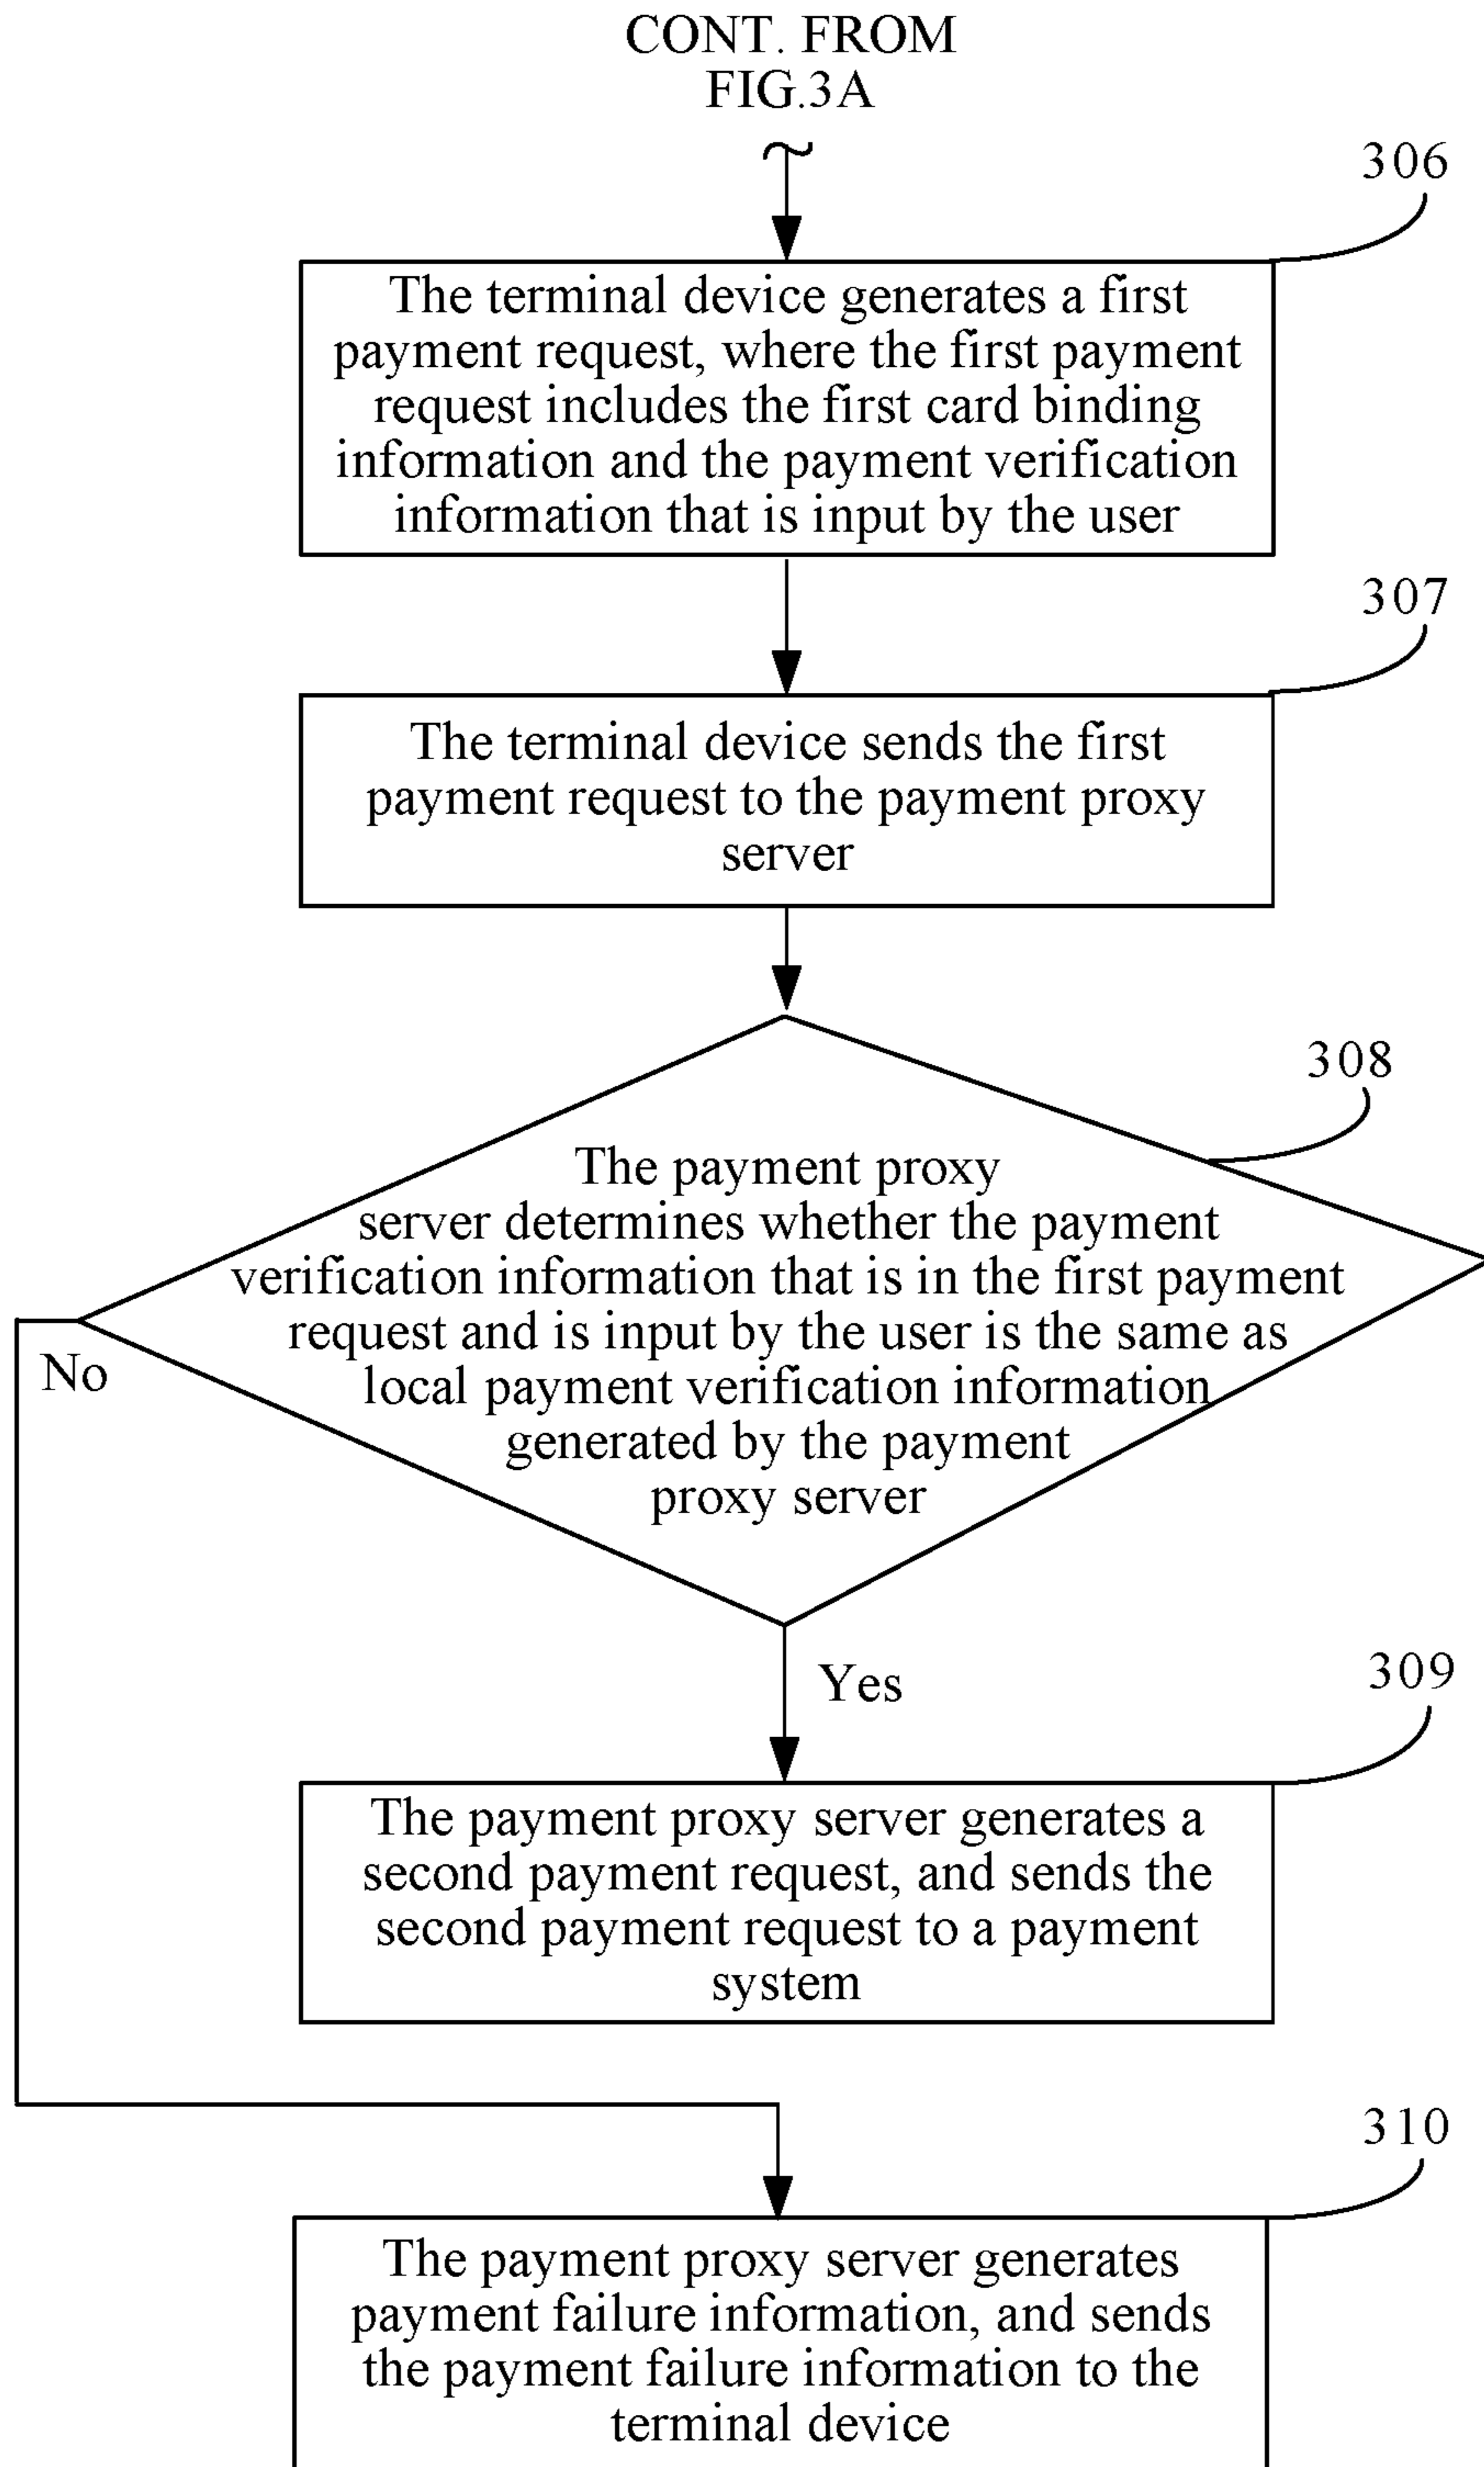 CONT. FROM
FIG.3A
306
The terminal device generates a first
payment request, where the first payment
request includes the first card binding
information and the payment verification
information that is input by the user
307
The terminal device sends the first
payment request to the payment proxy
server
308
The payment proxy
server determines whether the payment
verification information that is in the first payment
request and is input by the user is the same as
local payment verification information
generated by the payment
proxy server
No
Yes
309
The payment proxy server generates a
second payment request, and sends the
second payment request to a payment
system
310
The payment proxy server generates
payment failure information, and sends
the payment failure information to the
terminal device